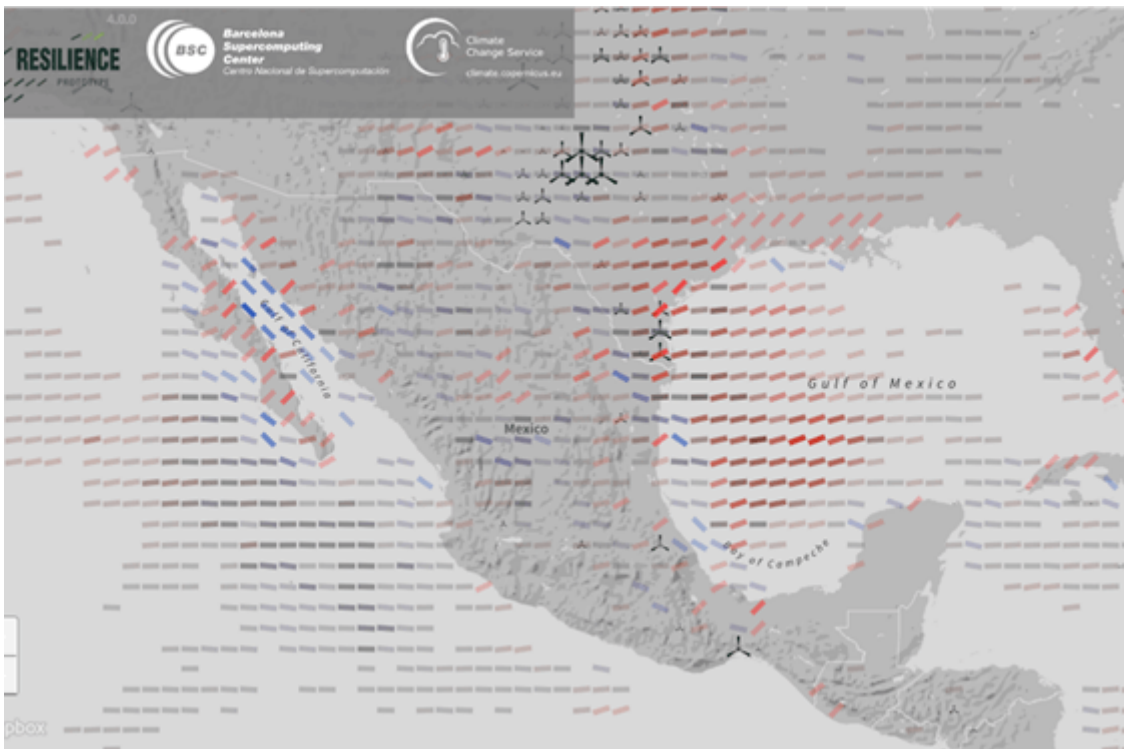 4.0.0
RESILIENCE
PROTOTYPE
BSC
Barcelona
Supercomputing
Center
Centro Nacional de Supercomputación
Climate
Change Service
climate.copernicus.eu
Gulf of California
Gulf of Mexico
Mexico
Bay of Campeche
pbox